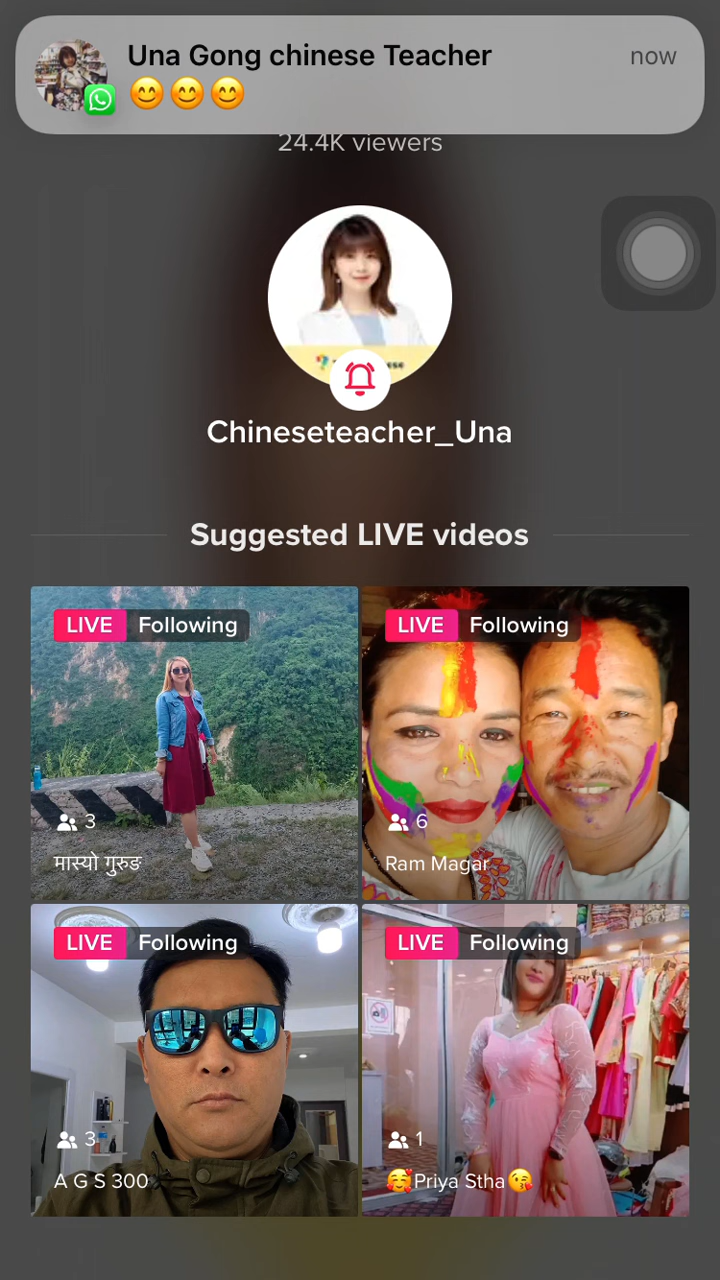 Una Gong chinese Teacher
now
😊😊😊
24.4K viewers
Chineseteacher_Una
Suggested LIVE videos
LIVE Following
3
मास्यो गुरुङ
LIVE Following
6
Ram Magar
LIVE Following
3
A G S 300
LIVE Following
1
🥰Priya Stha😘